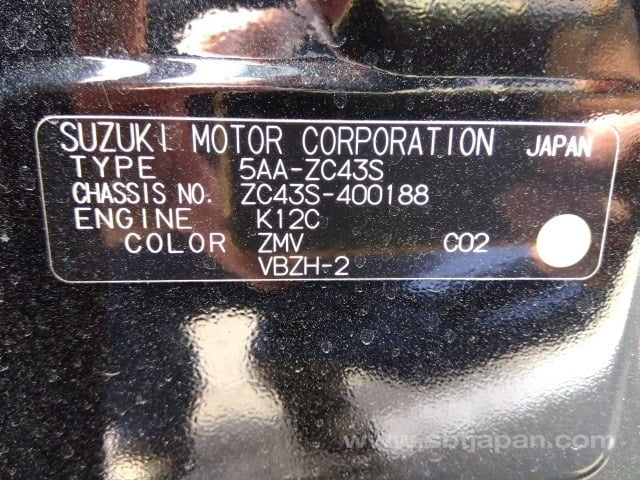 SUZUKI MOTOR CORPORATION JAPAN
TYPE 5AA-ZC43S
CHASSIS NO. ZC43S-400188
ENGINE K12C
COLOR ZMV C02
VBZH-2
www.sbtjapan.com